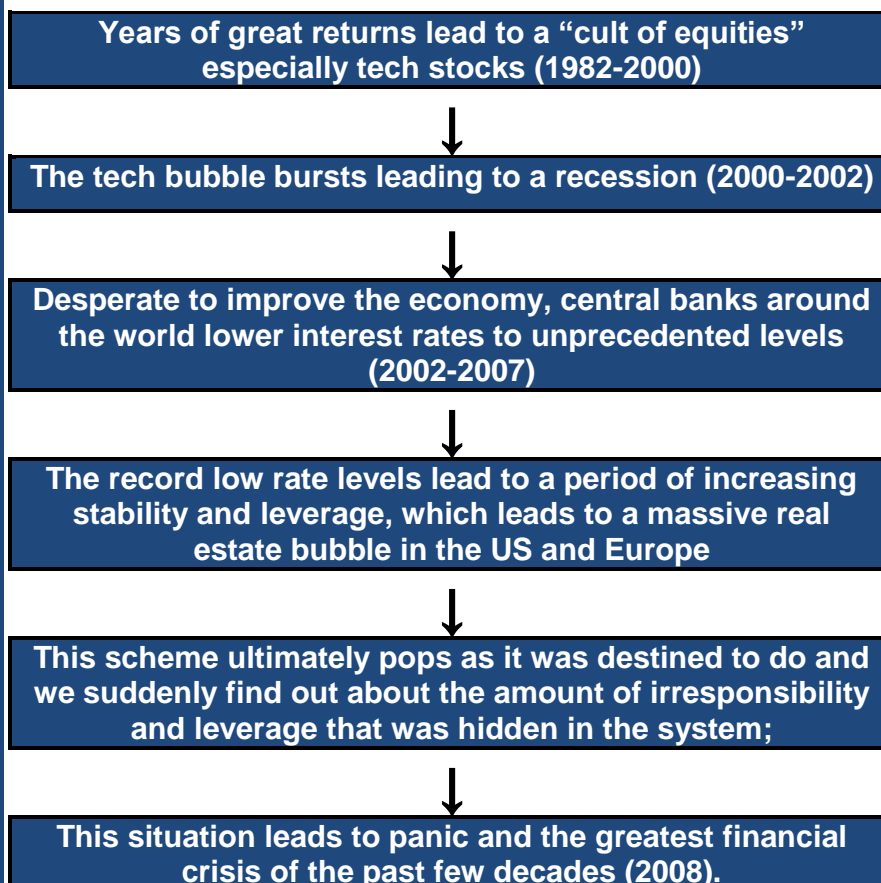 Years of great returns lead to a “cult of equities”
especially tech stocks (1982-2000)
The tech bubble bursts leading to a recession (2000-2002)
Desperate to improve the economy, central banks around
the world lower interest rates to unprecedented levels
(2002-2007)
The record low rate levels lead to a period of increasing
stability and leverage, which leads to a massive real
estate bubble in the US and Europe
This scheme ultimately pops as it was destined to do and
we suddenly find out about the amount of irresponsibility
and leverage that was hidden in the system;
This situation leads to panic and the greatest financial
crisis of the past few decades (2008).